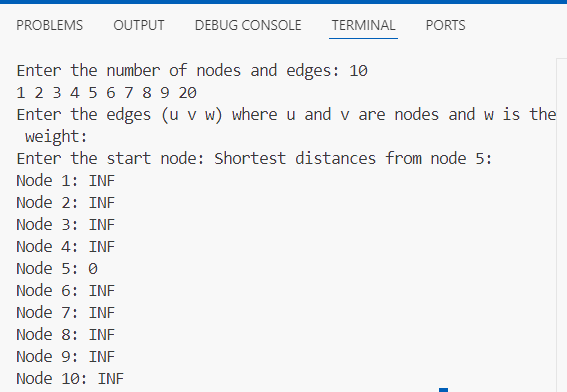 PROBLEMS OUTPUT DEBUG CONSOLE TERMINAL PORTS
Enter the number of nodes and edges: 10
1 2 3 4 5 6 7 8 9 20
Enter the edges (u v w) where u and v are nodes and w is the
 weight:
Enter the start node: Shortest distances from node 5:
Node 1: INF
Node 2: INF
Node 3: INF
Node 4: INF
Node 5: 0
Node 6: INF
Node 7: INF
Node 8: INF
Node 9: INF
Node 10: INF